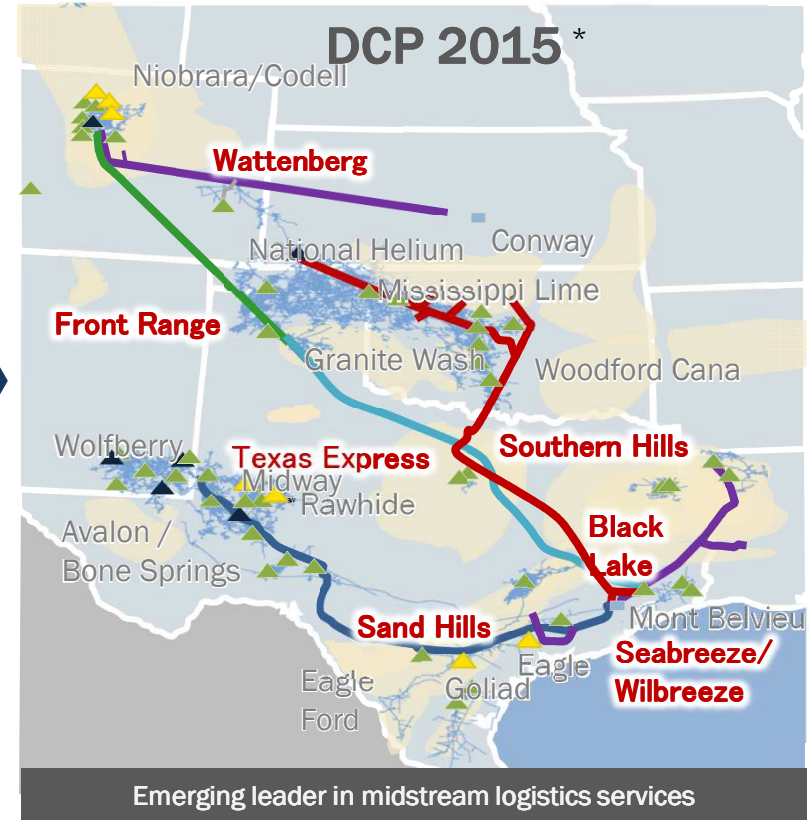 DCP 2015 *
Niobrara/Codell
Wattenberg
National Helium
Conway
Mississippi Lime
Front Range
Granite Wash
Woodford Cana
Wolfberry
Texas Express
Southern Hills
Midway
Rawhide
Avalon /
Bone Springs
Black
Lake
Mont Belvieu
Sand Hills
Seabreeze/
Wilbreeze
Eagle
Goliad
Eagle
Ford
Emerging leader in midstream logistics services